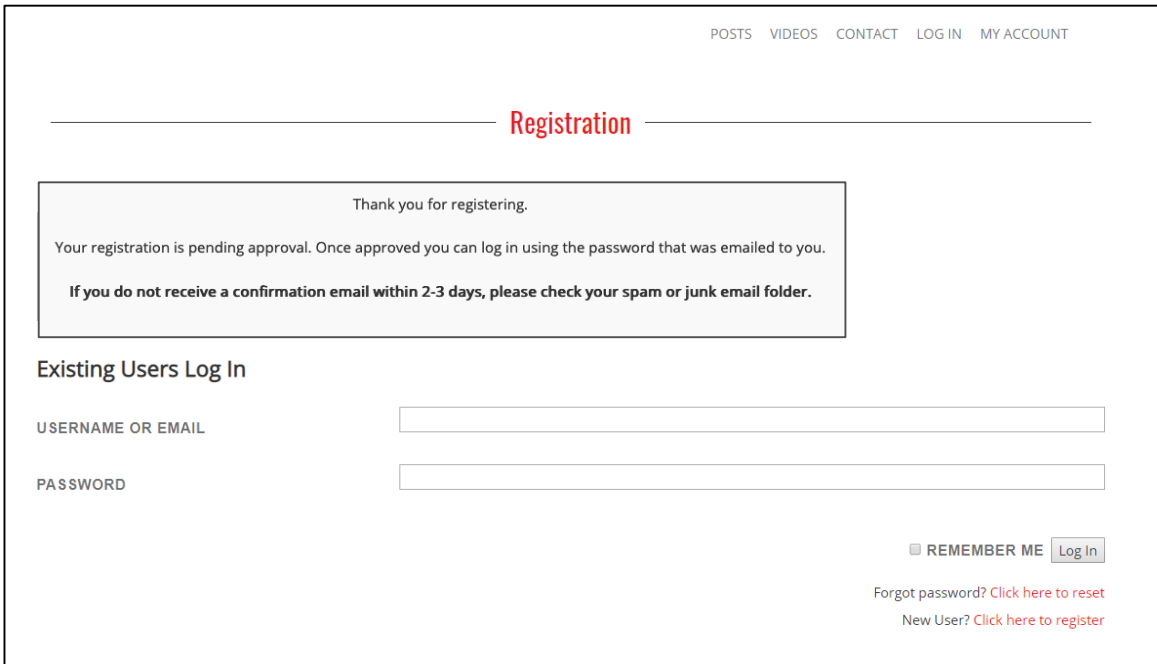 POSTS VIDEOS CONTACT LOG IN MY ACCOUNT
Registration
Thank you for registering.
Your registration is pending approval. Once approved you can log in using the password that was emailed to you.
If you do not receive a confirmation email within 2-3 days, please check your spam or junk email folder.
Existing Users Log In
USERNAME OR EMAIL
PASSWORD
REMEMBER ME Log In
Forgot password? Click here to reset
New User? Click here to register